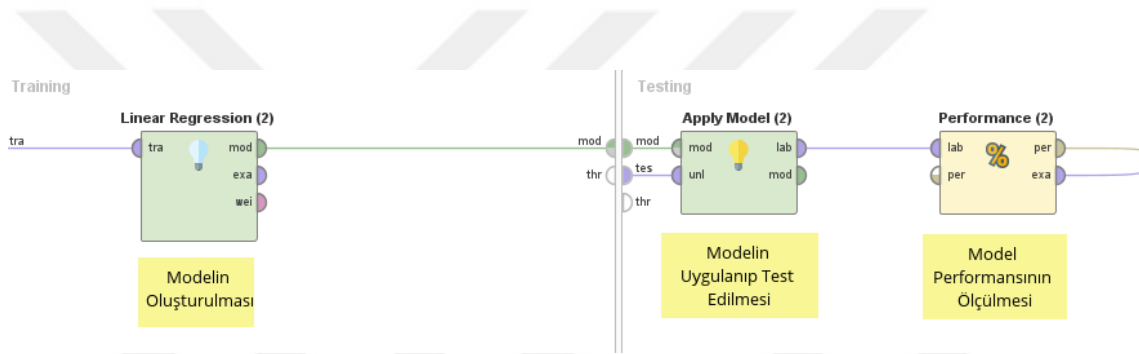 Training
Testing
Linear Regression (2)
Apply Model (2)
Performance (2)
tra
tra
mod
exa
wei
mod
thr
mod
tes
thr
mod
unl
lab
mod
lab
per
%
per
exa
Modelin
Oluşturulması
Modelin
Uygulanıp Test
Edilmesi
Model
Performansının
Ölçülmesi